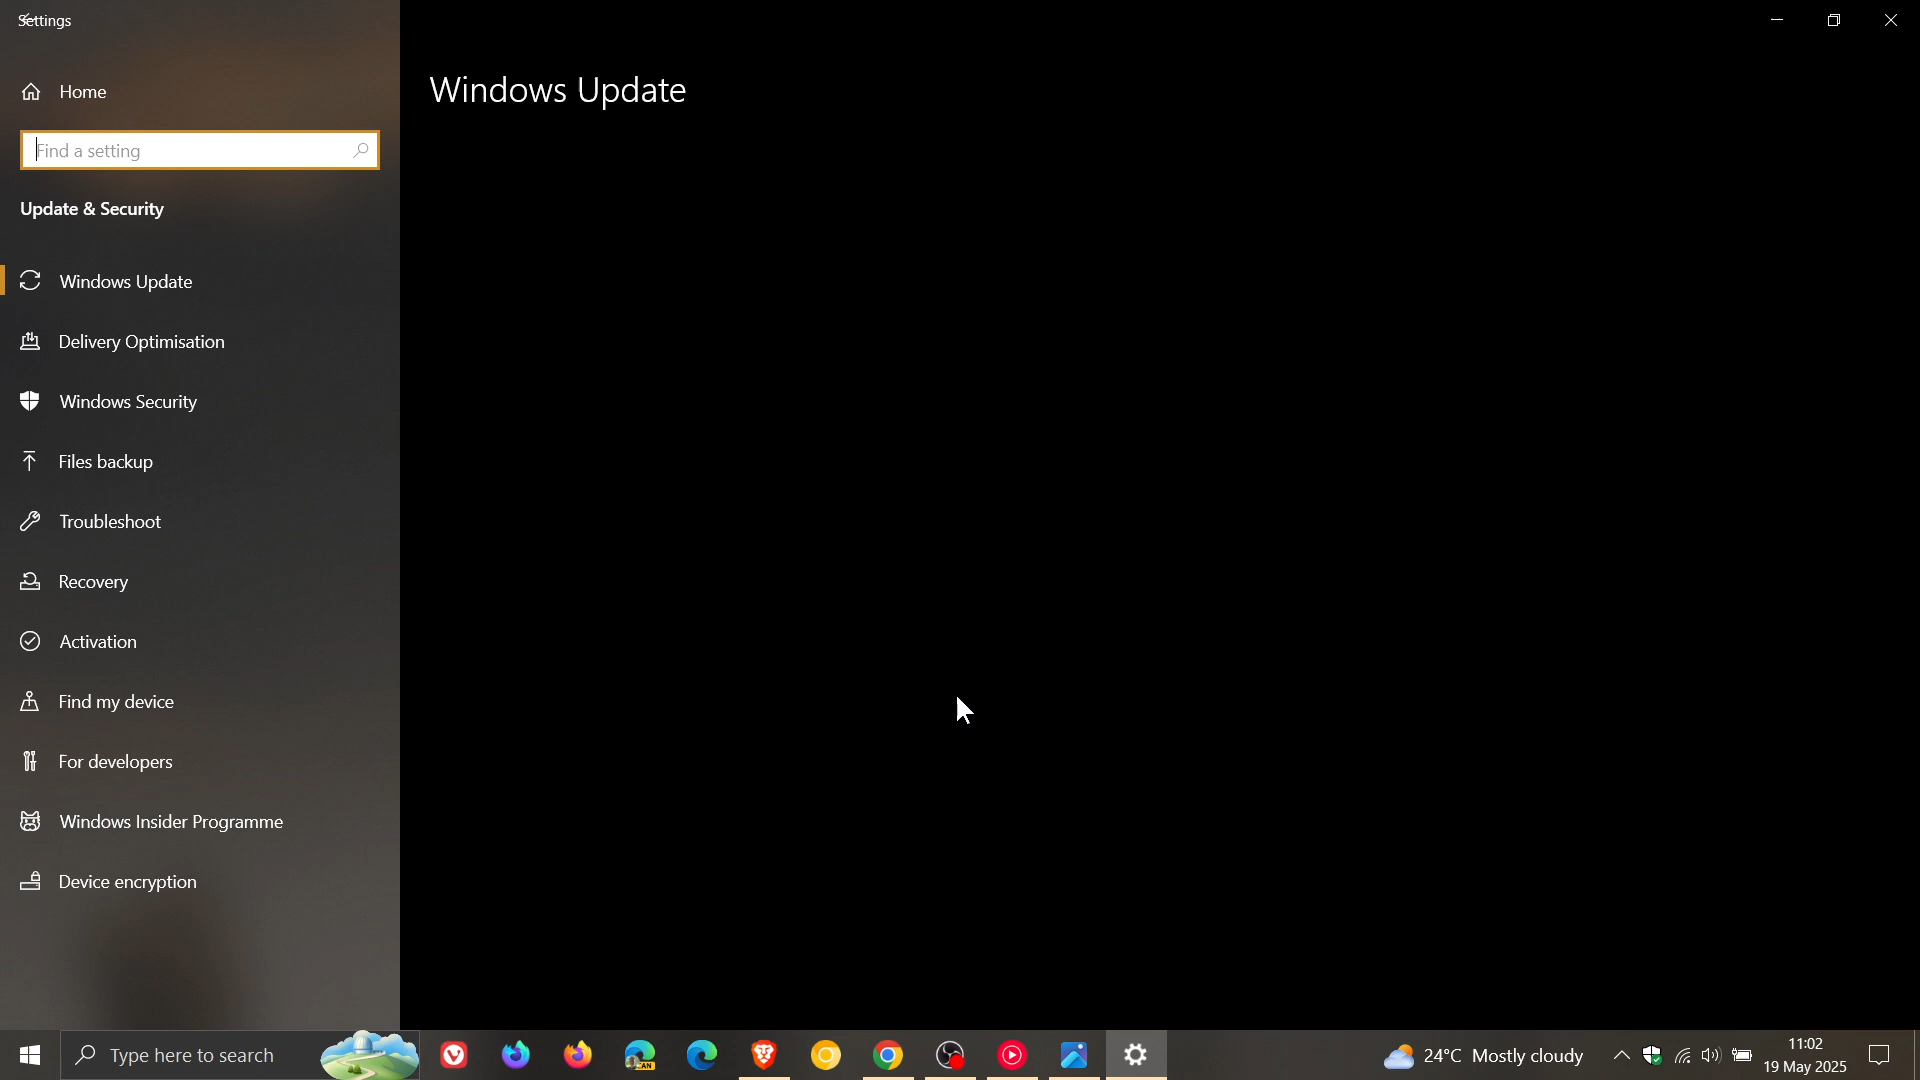 Settings
Home
Find a setting
Update & Security
Windows Update
Delivery Optimisation
Windows Security
Files backup
Troubleshoot
Recovery
Activation
Find my device
For developers
Windows Insider Programme
Device encryption
Windows Update
Type here to search
CAN
24°C Mostly cloudy
11:02
19 May 2025